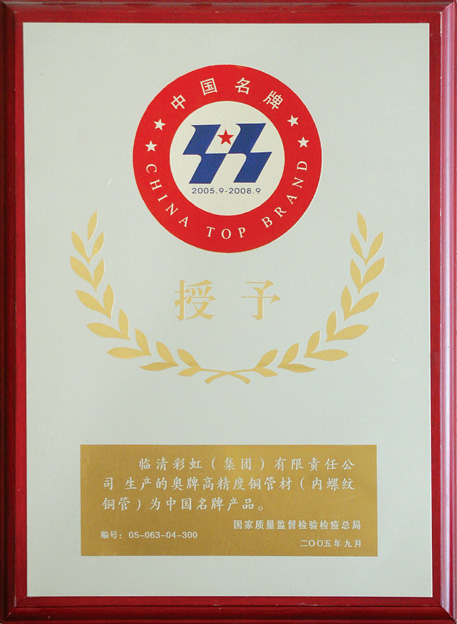 中国名牌
2005.9-2008.9
CHINA TOP BRAND
授予
临清彩虹（集团）有限责任公
司 生产的奥牌高精度铜管材（内螺纹
铜管）为中国名牌产品。
国家质量监督检验检疫总局
编号：05-063-04-300
二〇〇五年九月